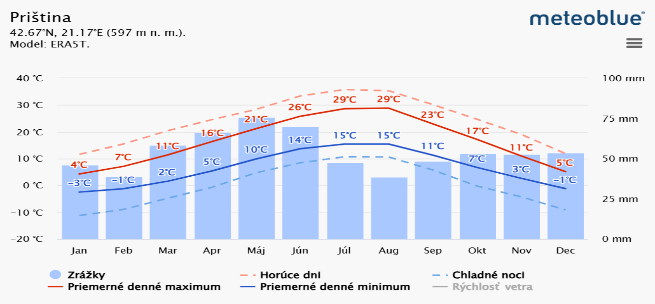 Priština
meteoblue®
42.67°N, 21.17°E (597 m n. m.).
Model: ERA5T.
40 °C 100 mm
30 °C 75 mm
20 °C
10 °C 50 mm
0 °C
-10 °C 25 mm
-20 °C 0 mm
4°C 7°C 11°C 16°C 21°C 26°C 29°C 29°C 23°C 17°C 11°C 5°C
-3°C -1°C 2°C 5°C 10°C 14°C 15°C 15°C 11°C 7°C 3°C -1°C
Jan Feb Mar Apr Máj Jún Júl Aug Sep Okt Nov Dec
Zrážky Horúce dni Chladné noci
Priemerné denné maximum Priemerné denné minimum Rýchlosť vetra